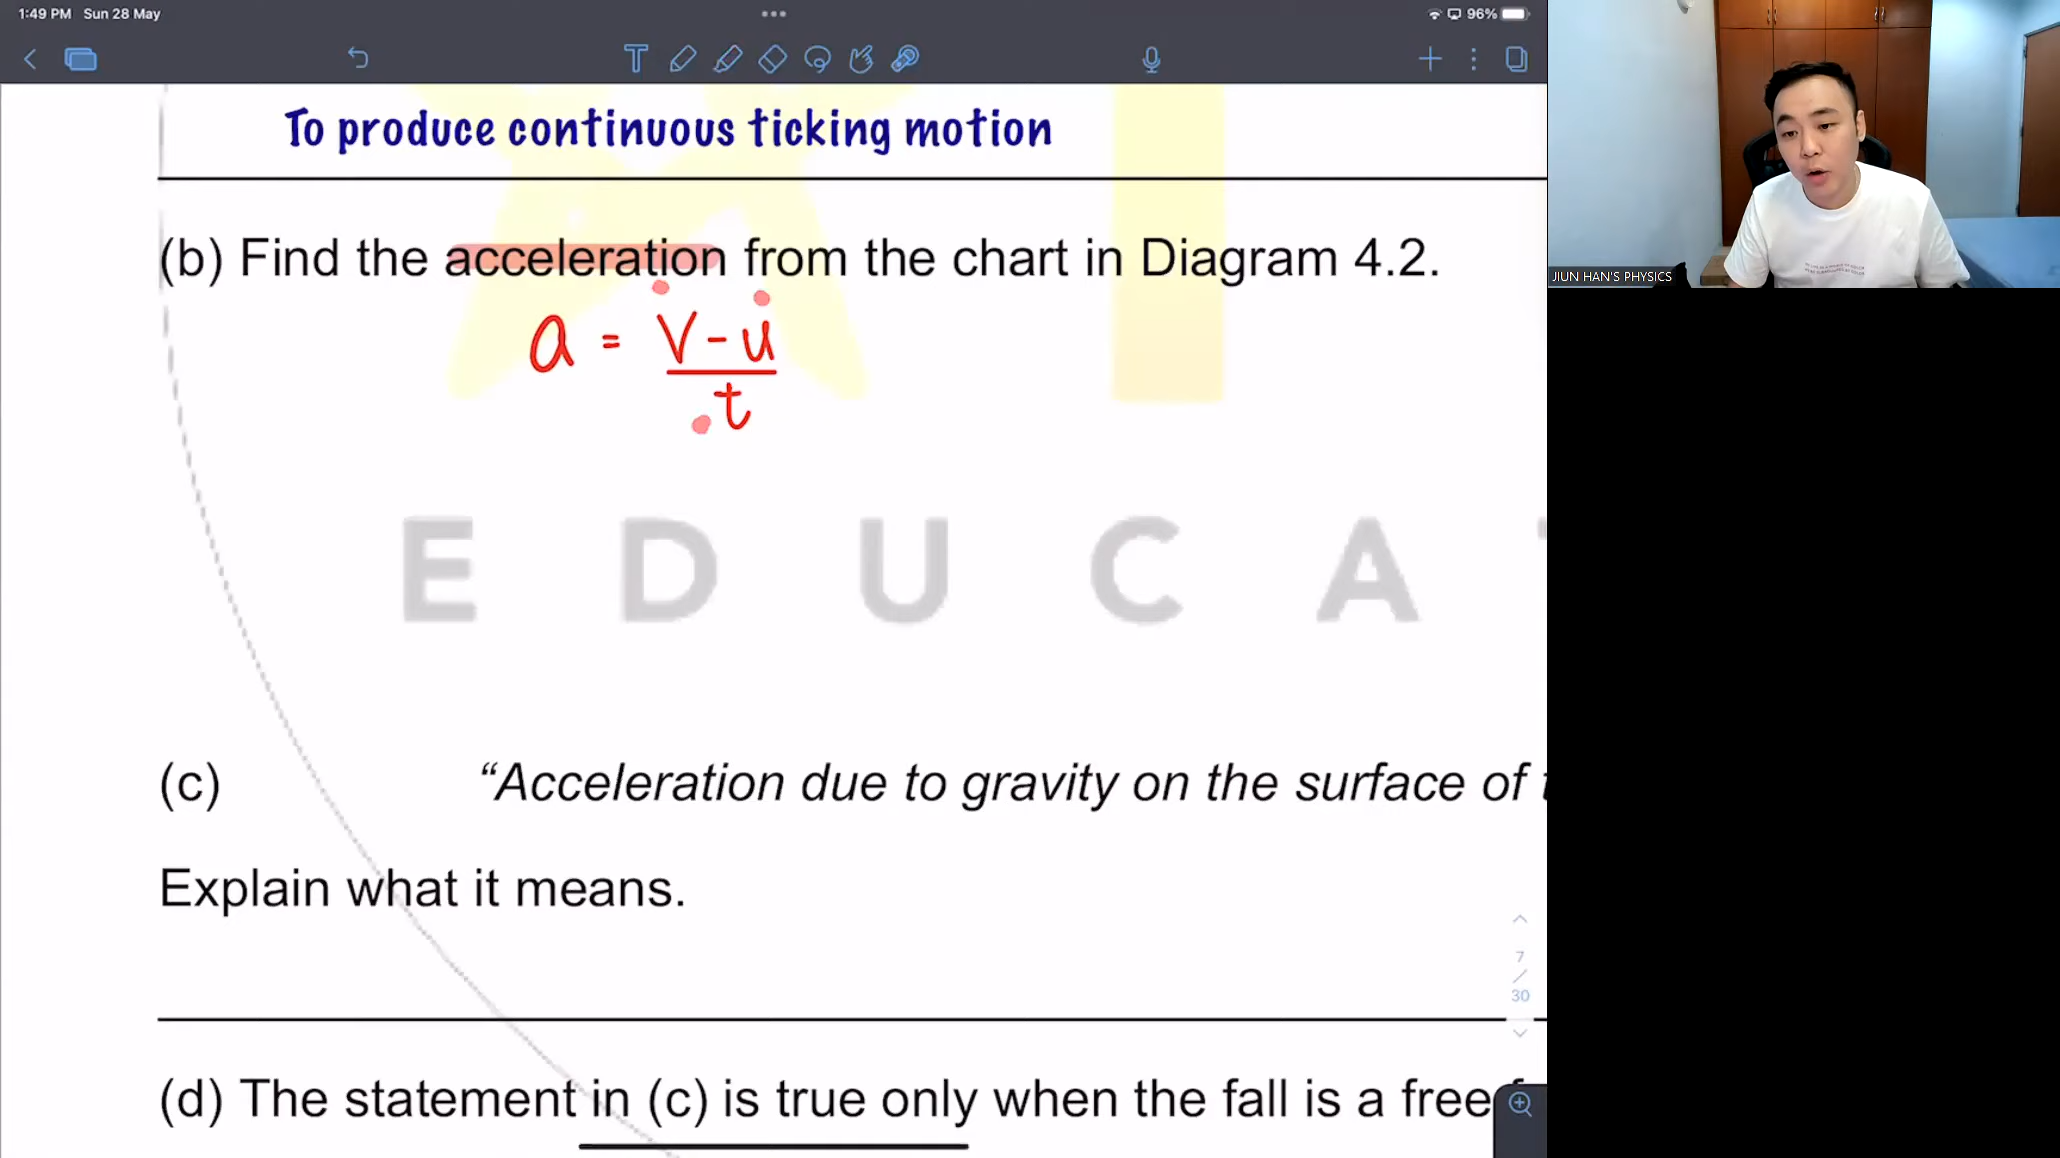 1:49 PM Sun 28 May
96%
To produce continuous ticking motion
(b) Find the acceleration from the chart in Diagram 4.2.
a = v - u
t
E D U C A
(c) “Acceleration due to gravity on the surface of
Explain what it means.
7
/
30
(d) The statement in (c) is true only when the fall is a free
JIUN HAN'S PHYSICS